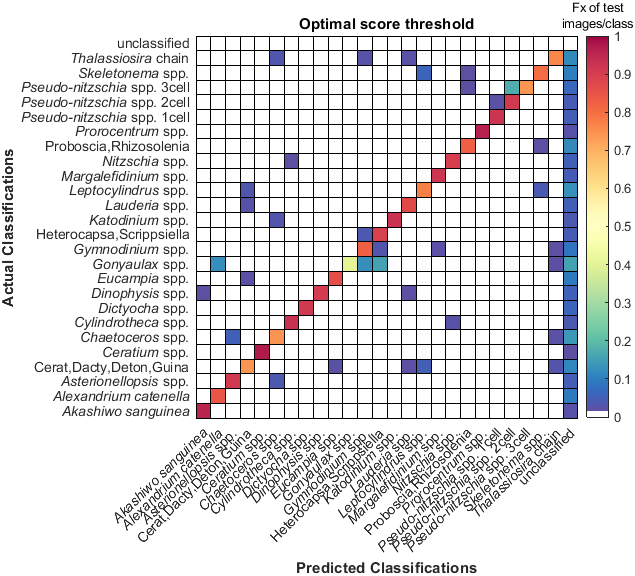 Optimal score threshold
Fx of test
images/class
Actual Classifications
unclassified
Thalassiosira chain
Skeletonema spp.
Pseudo-nitzschia spp. 3cell
Pseudo-nitzschia spp. 2cell
Pseudo-nitzschia spp. 1cell
Prorocentrum spp.
Proboscia,Rhizosolenia
Nitzschia spp.
Margalefidinium spp.
Leptocylindrus spp.
Lauderia spp.
Katodinium spp.
Heterocapsa,Scrippsiella
Gymnodinium spp.
Gonyaulax spp.
Eucampia spp.
Dinophysis spp.
Dictyocha spp.
Cylindrotheca spp.
Chaetoceros spp.
Ceratium spp.
Cerat,Dacty,Deton,Guina
Asterionellopsis spp.
Alexandrium catenella
Akashiwo sanguinea
1
0.9
0.8
0.7
0.6
0.5
0.4
0.3
0.2
0.1
0
Akashiwo sanguinea
Alexandrium catenella
Asterionellopsis spp.
Cerat,Dacty,Deton,Guina
Ceratium spp.
Chaetoceros spp.
Cylindrotheca spp.
Dictyocha spp.
Dinophysis spp.
Eucampia spp.
Gonyaulax spp.
Gymnodinium spp.
Heterocapsa,Scrippsiella
Katodinium spp.
Lauderia spp.
Leptocylindrus spp.
Margalefidinium spp.
Nitzschia spp.
Proboscia,Rhizosolenia
Prorocentrum spp.
Pseudo-nitzschia spp. 1cell
Pseudo-nitzschia spp. 2cell
Pseudo-nitzschia spp. 3cell
Skeletonema spp.
Thalassiosira chain
unclassified
Predicted Classifications